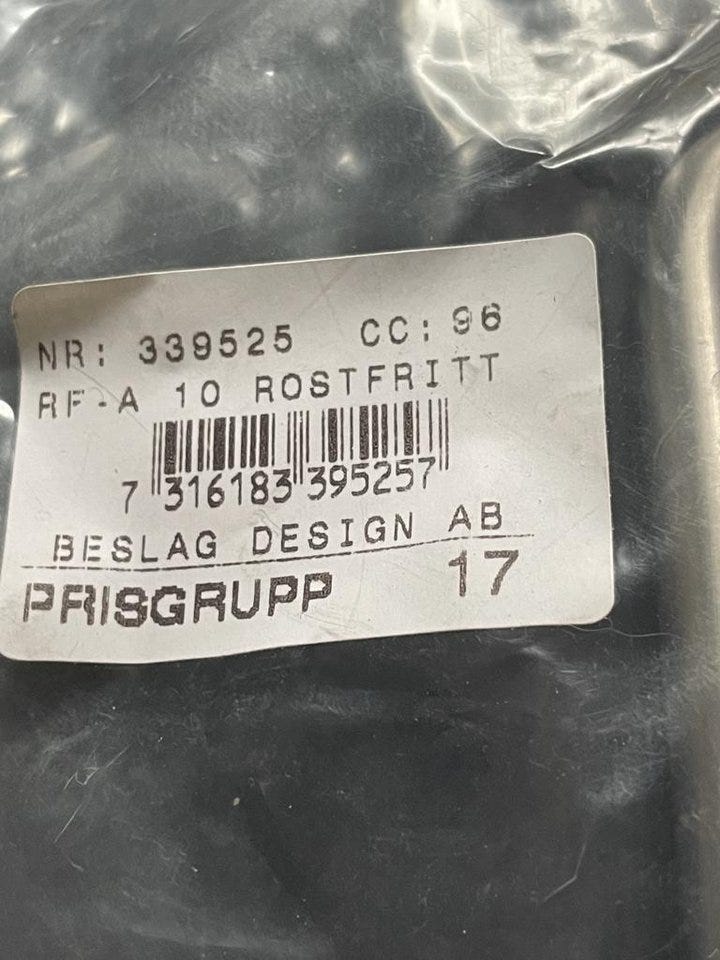 NR: 339525 CC: 96
RF-A 10 ROSTFRITT
7 316183 395257
BESLAG DESIGN AB
PRISGRUPP 17